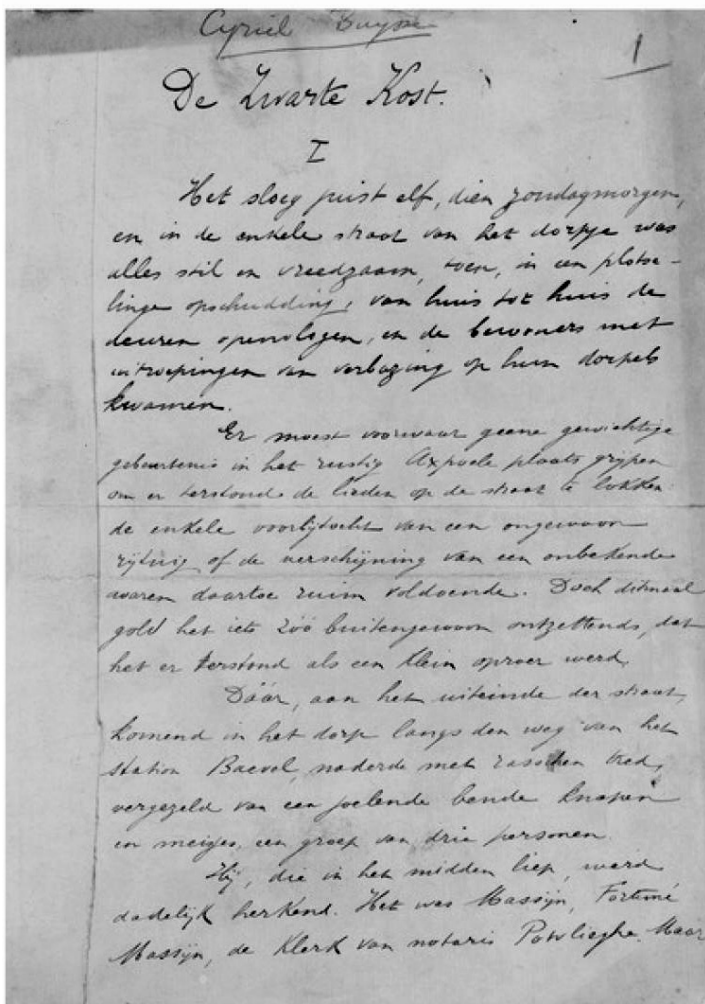 Cyriel Buysse
1
De Zwarte Kost.
I
Het sloeg juist elf, dien zondagmorgen,
en in de enkele straat van het dorpje was
alles stil en vreedzaam, toen, in een plotse-
linge opschudding, van huis tot huis de
deuren openvlogen, en de bewoners met
uitroepingen van verbazing op hun dorpels
kwamen.
Er moest voorwaar geene gewichtige
gebeurtenis in het rustig Axpoele plaats grijpen
om er terstond de lieden op de straat te lokken:
de enkele voorbijtocht van een ongewoon
rijtuig of de verschijning van een onbekende
waren daartoe ruim voldoende. Doch ditmaal
gold het iets zóó buitengewoon ontzettends, dat
het er terstond als een klein oproer werd.
Dáár, aan het uiteinde der straat,
komend in het dorp langs den weg van het
station Baevel, naderde met rasschen tred,
vergezeld van een joelende bende knapen
en meisjes, een groep van drie personen.
Hij, die in het midden liep, werd
dadelijk herkend. Het was Massijn, Fortuné
Massijn, de klerk van notaris Potvlieghe. Maar